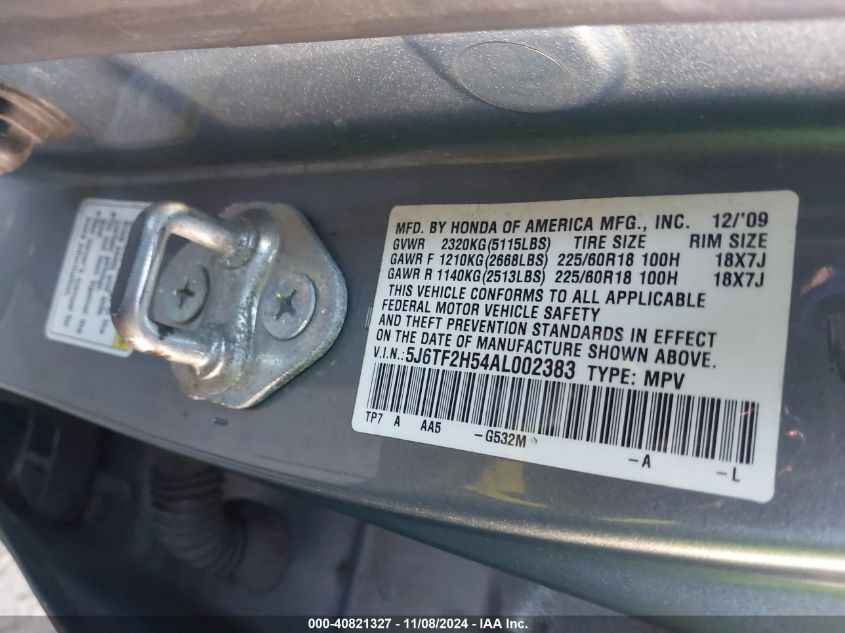 MFD. BY HONDA OF AMERICA MFG., INC. 12/'09
GVWR 2320KG(5115LBS) TIRE SIZE RIM SIZE
GAWR F 1210KG(2668LBS) 225/60R18 100H 18X7J
GAWR R 1140KG(2513LBS) 225/60R18 100H 18X7J
THIS VEHICLE CONFORMS TO ALL APPLICABLE
FEDERAL MOTOR VEHICLE SAFETY
AND THEFT PREVENTION STANDARDS IN EFFECT
ON THE DATE OF MANUFACTURE SHOWN ABOVE.
V.I.N.: 5J6TF2H54AL002383 TYPE: MPV
TP7 A AA5 -G532M -A -L
000-40821327 - 11/08/2024 - IAA Inc.